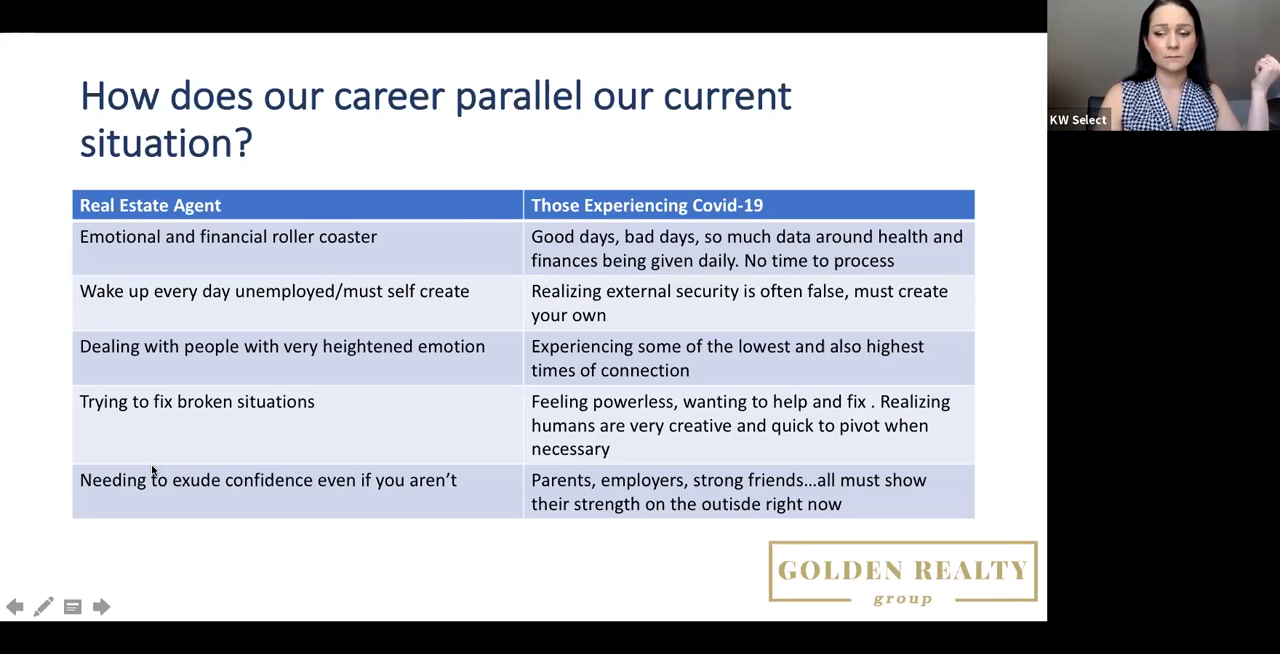 How does our career parallel our current
situation?
Real Estate Agent
Those Experiencing Covid-19
Emotional and financial roller coaster
Good days, bad days, so much data around health and
finances being given daily. No time to process
Wake up every day unemployed/must self create
Realizing external security is often false, must create
your own
Dealing with people with very heightened emotion
Experiencing some of the lowest and also highest
times of connection
Trying to fix broken situations
Feeling powerless, wanting to help and fix . Realizing
humans are very creative and quick to pivot when
necessary
Needing to exude confidence even if you aren’t
Parents, employers, strong friends…all must show
their strength on the outisde right now
GOLDEN REALTY
group
KW Select